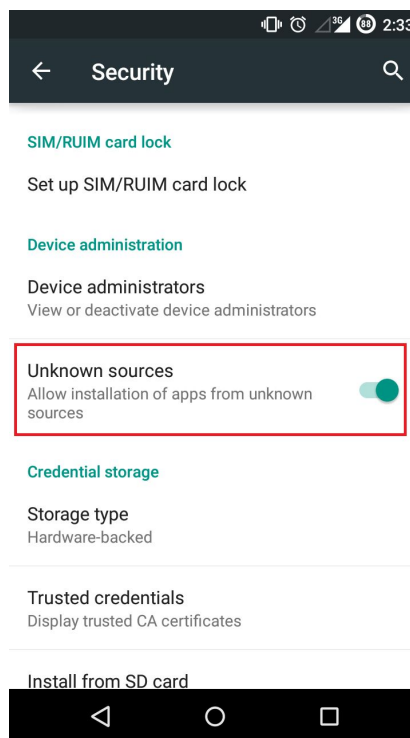 3G 88 2:33
Security
SIM/RUIM card lock
Set up SIM/RUIM card lock
Device administration
Device administrators
View or deactivate device administrators
Unknown sources
Allow installation of apps from unknown
sources
Credential storage
Storage type
Hardware-backed
Trusted credentials
Display trusted CA certificates
Install from SD card